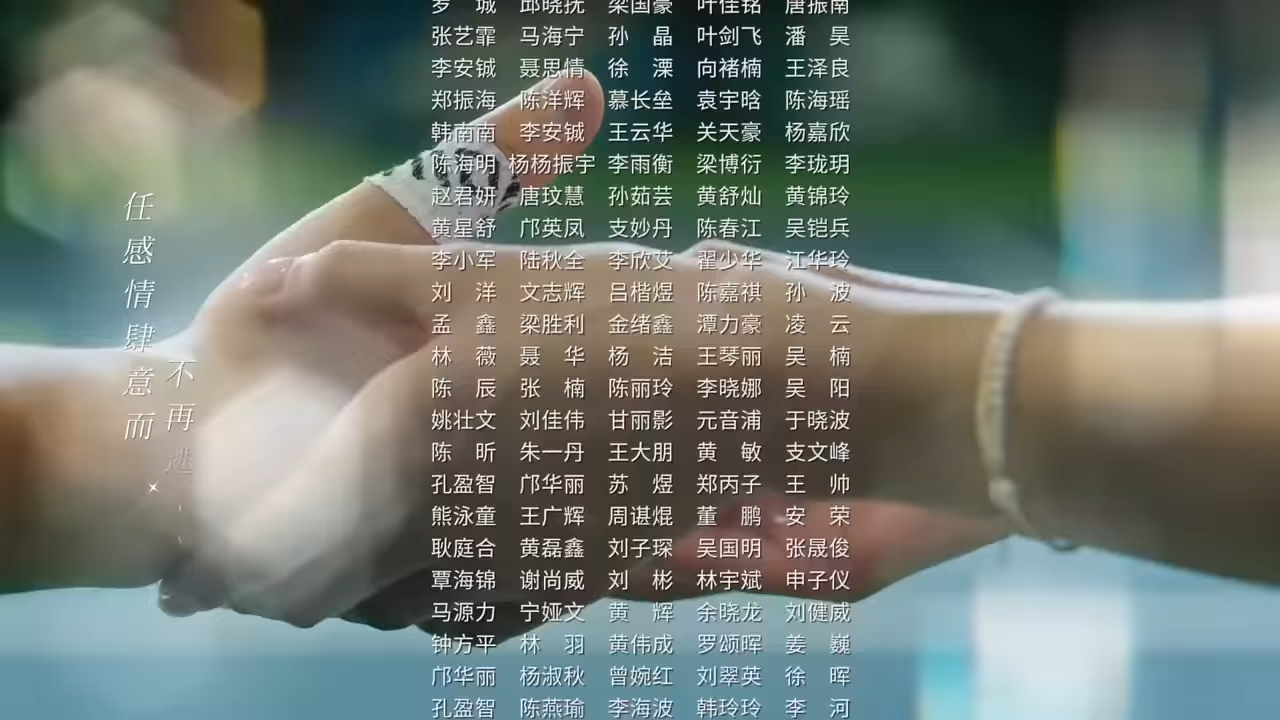 罗 城 邱晓抚 梁国豪 叶佳铭 唐振南
张艺霏 马海宁 孙 晶 叶剑飞 潘 昊
李安铖 聂思情 徐 溧 向褚楠 王泽良
郑振海 陈洋辉 慕长垒 袁宇晗 陈海瑶
韩南南 李安铖 王云华 关天豪 杨嘉欣
陈海明 杨杨振宇 李雨衡 梁博衍 李珑玥
赵君妍 唐玟慧 孙茹芸 黄舒灿 黄锦玲
黄星舒 邝英凤 支妙丹 陈春江 吴铠兵
李小军 陆秋全 李欣艾 翟少华 江华玲
刘 洋 文志辉 吕楷煜 陈嘉祺 孙 波
孟 鑫 梁胜利 金绪鑫 潭力豪 凌 云
林 薇 聂 华 杨 洁 王琴丽 吴 楠
陈 辰 张 楠 陈丽玲 李晓娜 吴 阳
姚壮文 刘佳伟 甘丽影 元音浦 于晓波
陈 昕 朱一丹 王大朋 黄 敏 支文峰
孔盈智 邝华丽 苏 煜 郑丙子 王 帅
熊泳童 王广辉 周谌焜 董 鹏 安 荣
耿庭合 黄磊鑫 刘子琛 吴国明 张晟俊
覃海锦 谢尚威 刘 彬 林宇斌 申子仪
马源力 宁娅文 黄 辉 余晓龙 刘健威
钟方平 林 羽 黄伟成 罗颂晖 姜 巍
邝华丽 杨淑秋 曾婉红 刘翠英 徐 晖
孔盈智 陈燕瑜 李海波 韩玲玲 李 河
任感情肆意而
不再逃